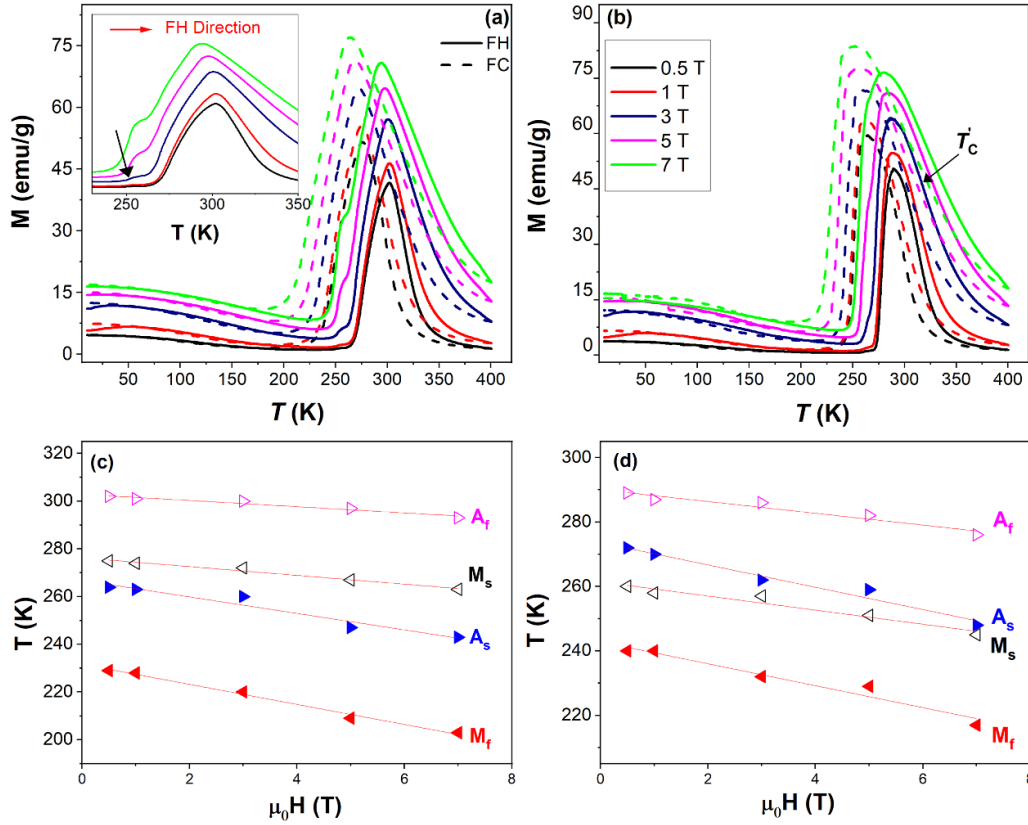 (a)
FH Direction
FH
FC
250 300 350
T (K)
75
60
45
30
15
0
M (emu/g)
50 100 150 200 250 300 350 400
T (K)
(b)
0.5 T
1 T
3 T
5 T
7 T
T'C
90
75
60
45
30
15
0
M (emu/g)
50 100 150 200 250 300 350 400
T (K)
(c)
Af
Ms
As
Mf
320
300
280
260
240
220
200
T (K)
0 2 4 6 8
μ0H (T)
(d)
Af
As
Ms
Mf
300
280
260
240
220
T (K)
0 2 4 6 8
μ0H (T)